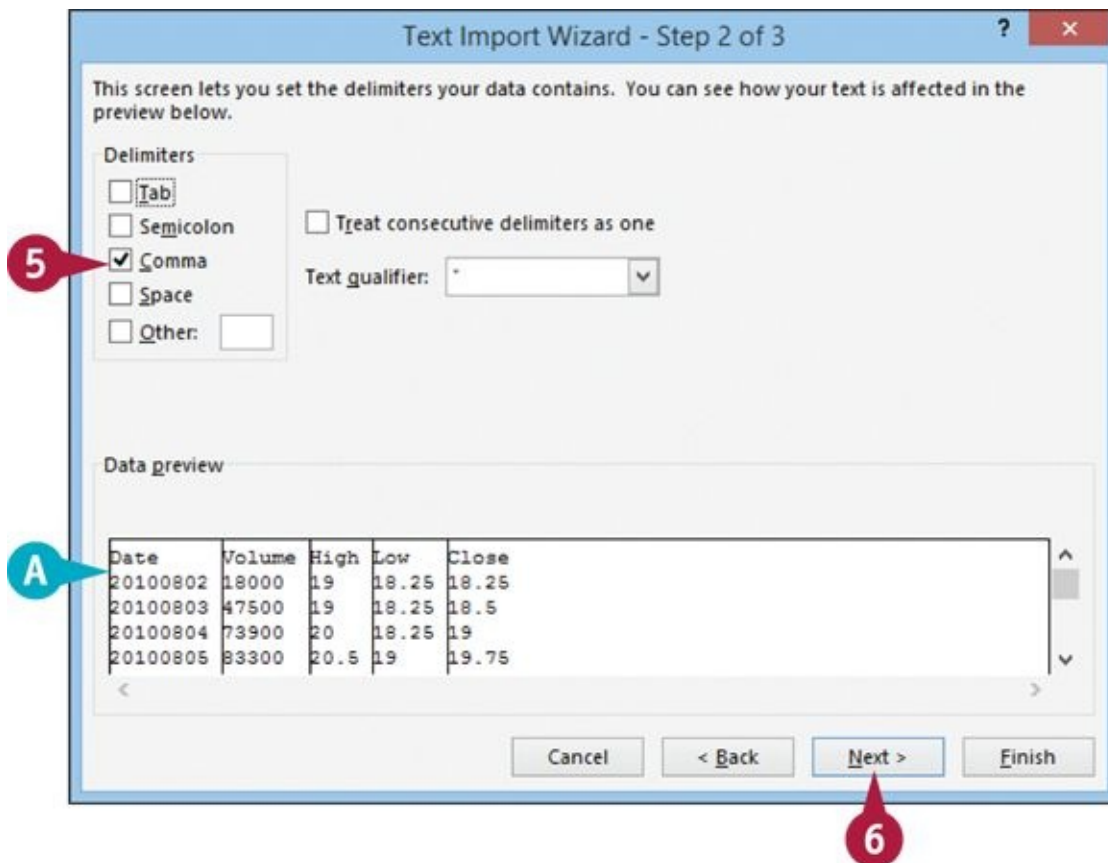 Text Import Wizard - Step 2 of 3
?
This screen lets you set the delimiters your data contains. You can see how your text is affected in the
preview below.
Delimiters
Tab
Semicolon
Treat consecutive delimiters as one
5
Comma
Text qualifier: "
Space
Other:
Data preview
A
Date Volume High Low Close
20100802 18000 19 18.25 18.25
20100803 47500 19 18.25 18.5
20100804 73900 20 18.25 19
20100805 83300 20.5 19 19.75
Cancel
< Back
Next >
Finish
6